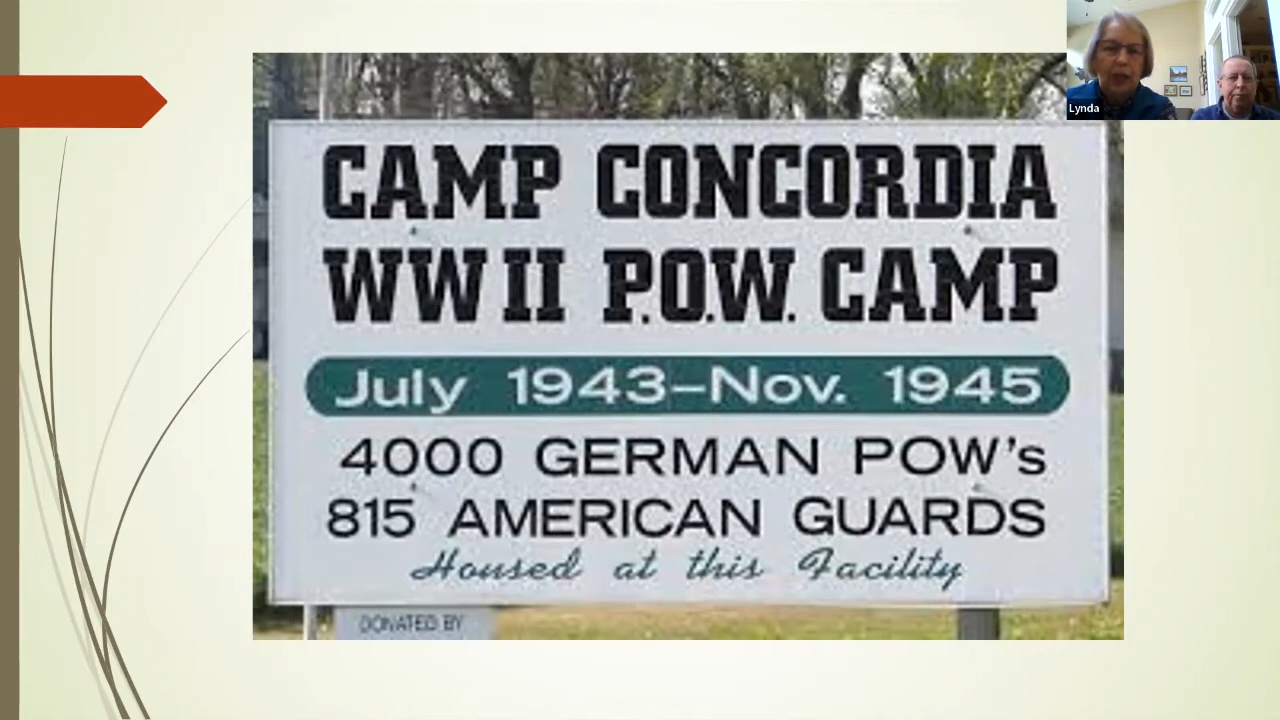 Lynda
CAMP CONCORDIA
WW II P.O.W. CAMP
July 1943–Nov. 1945
4000 GERMAN POW's
815 AMERICAN GUARDS
Housed at this Facility
DONATED BY